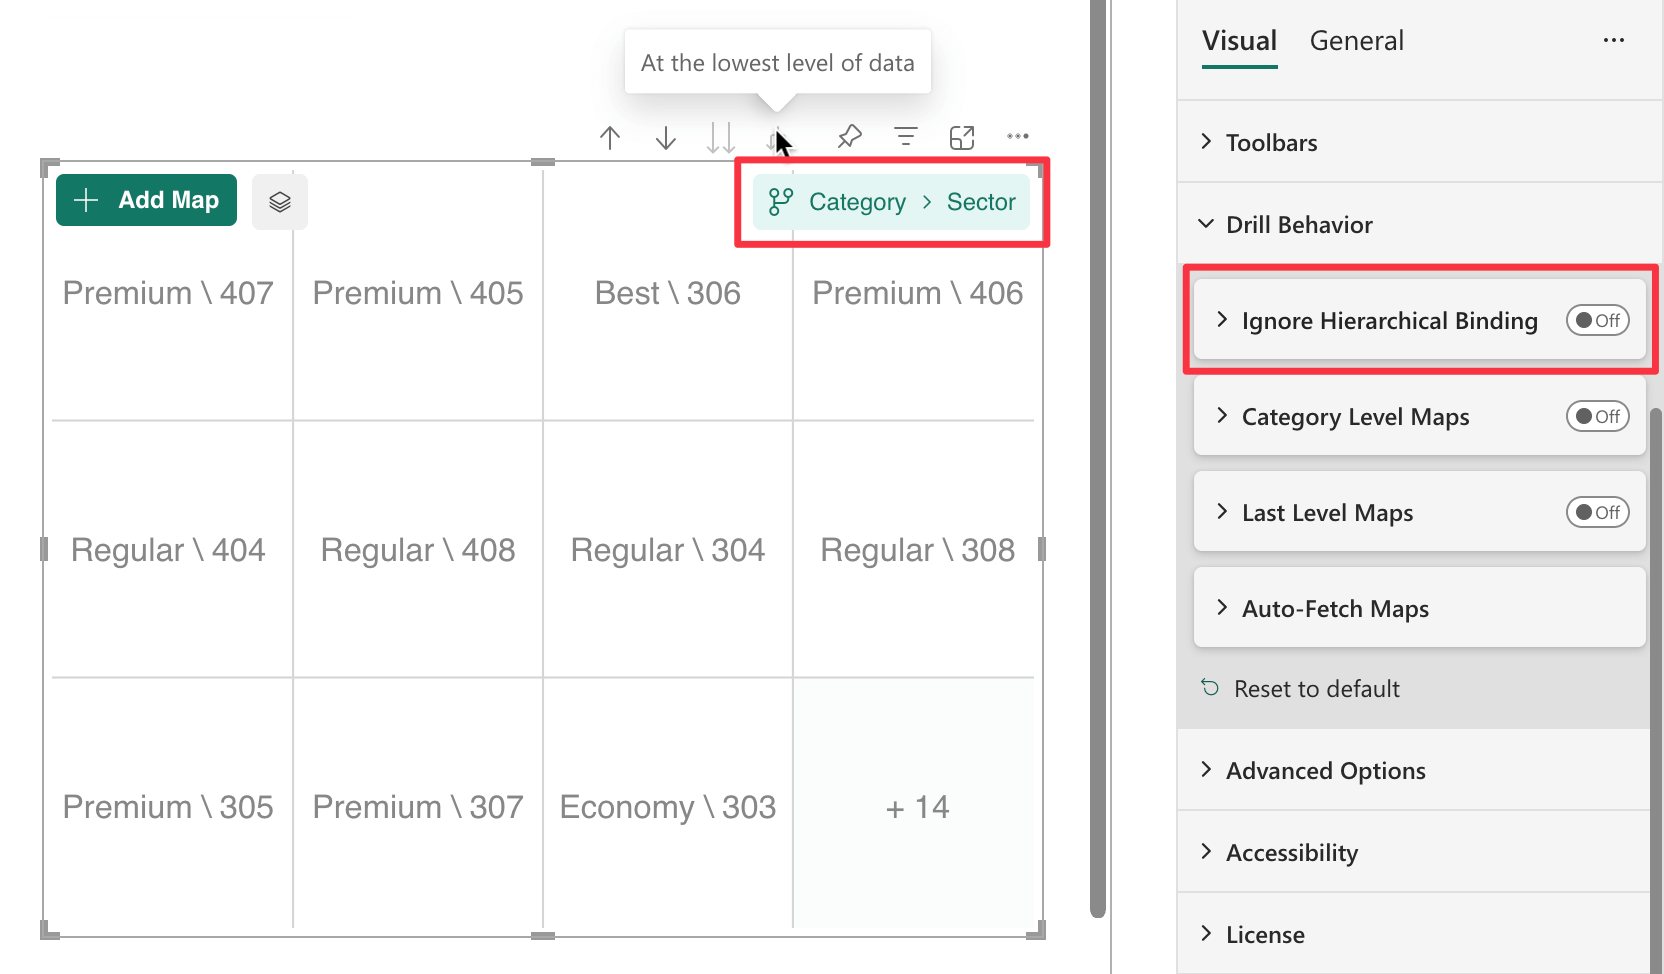 At the lowest level of data
Add Map
Category > Sector
Premium \ 407
Premium \ 405
Best \ 306
Premium \ 406
Regular \ 404
Regular \ 408
Regular \ 304
Regular \ 308
Premium \ 305
Premium \ 307
Economy \ 303
+ 14
Visual
General
Toolbars
Drill Behavior
Ignore Hierarchical Binding
Off
Category Level Maps
Off
Last Level Maps
Off
Auto-Fetch Maps
Reset to default
Advanced Options
Accessibility
License